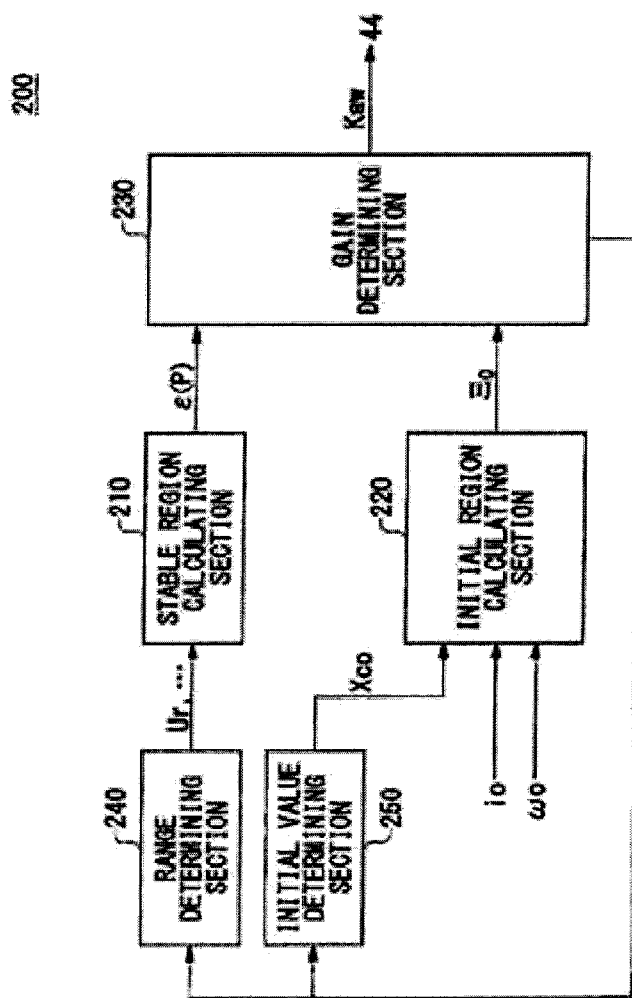 200
240
RANGE
DETERMINING
SECTION
Ur, ...
210
STABLE REGION
CALCULATING
SECTION
ε(P)
230
GAIN
DETERMINING
SECTION
Kaw
44
INITIAL VALUE
DETERMINING
SECTION
250
Xco
220
INITIAL REGION
CALCULATING
SECTION
Ξ0
io
ωo